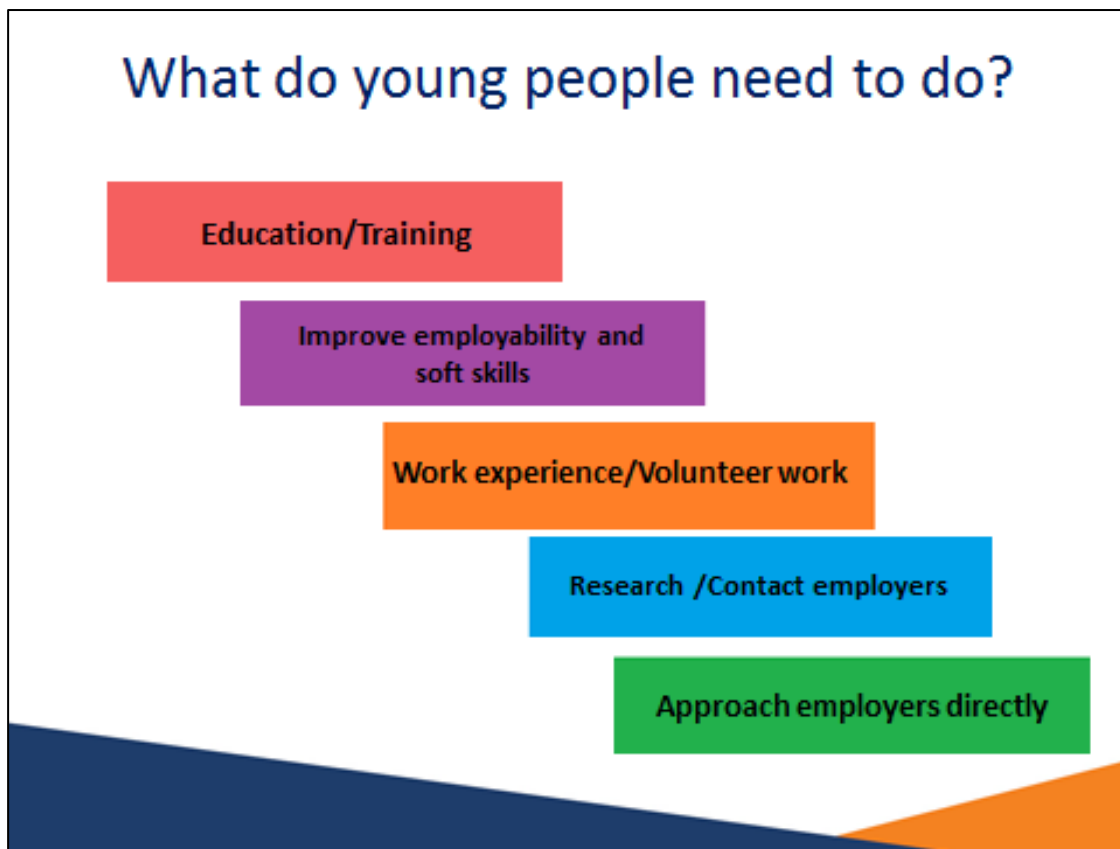 What do young people need to do?
Education/Training
Improve employability and
soft skills
Work experience/Volunteer work
Research /Contact employers
Approach employers directly